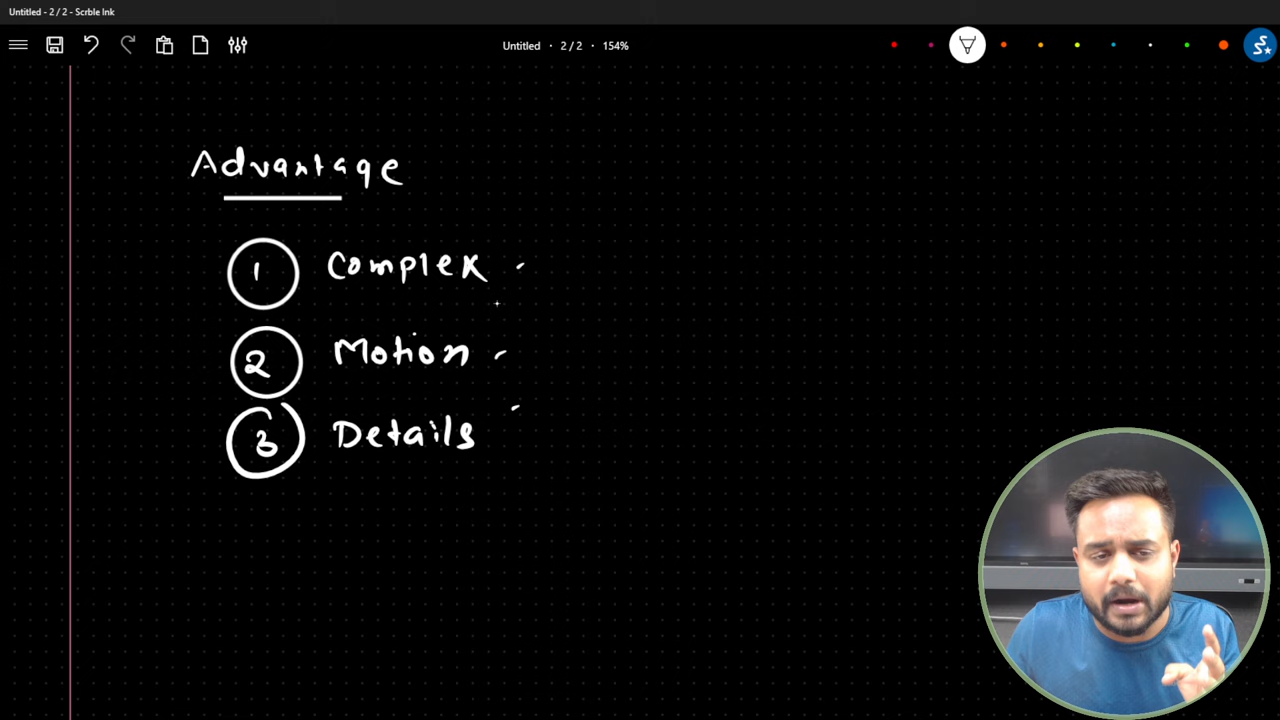 Untitled - 2 / 2 - Scrble Ink
Untitled · 2 / 2 · 154%
Advantage
1 Complex
2 Motion
3 Details